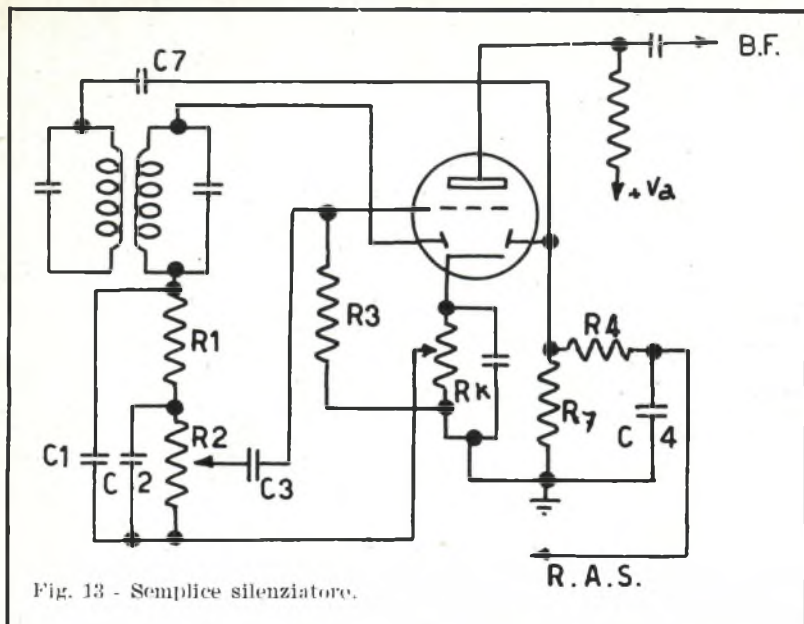 C7
B.F.
+ Va
R3
R4
R1
RK
R7
C 4
R2
C1
C 2
C3
R.A.S.
Fig. 13 - Semplice silenziatore.